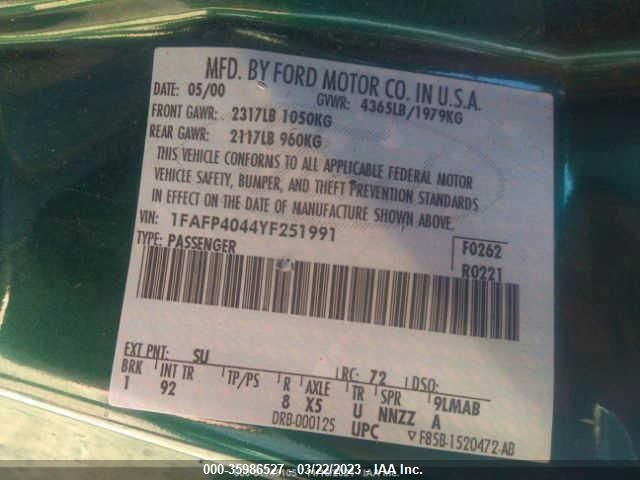 MFD. BY FORD MOTOR CO. IN U.S.A.
DATE: 05/00 GVWR: 4365LB/1979KG
FRONT GAWR: 2317LB 1050KG
REAR GAWR: 2117LB 960KG
THIS VEHICLE CONFORMS TO ALL APPLICABLE FEDERAL MOTOR
VEHICLE SAFETY, BUMPER, AND THEFT PREVENTION STANDARDS
IN EFFECT ON THE DATE OF MANUFACTURE SHOWN ABOVE.
VIN: 1FAFP4044YF251991
TYPE: PASSENGER
F0262
R0221
EXT PNT: SU RC: 72 DSO:
BRK INT TR TP/PS R AXLE TR SPR 9LMAB
1 92 8 X5 U NNZZ A
DRB-000125 UPC ▽F85B-1520472-AB
000-35986527 - 03/22/2023 - IAA Inc.